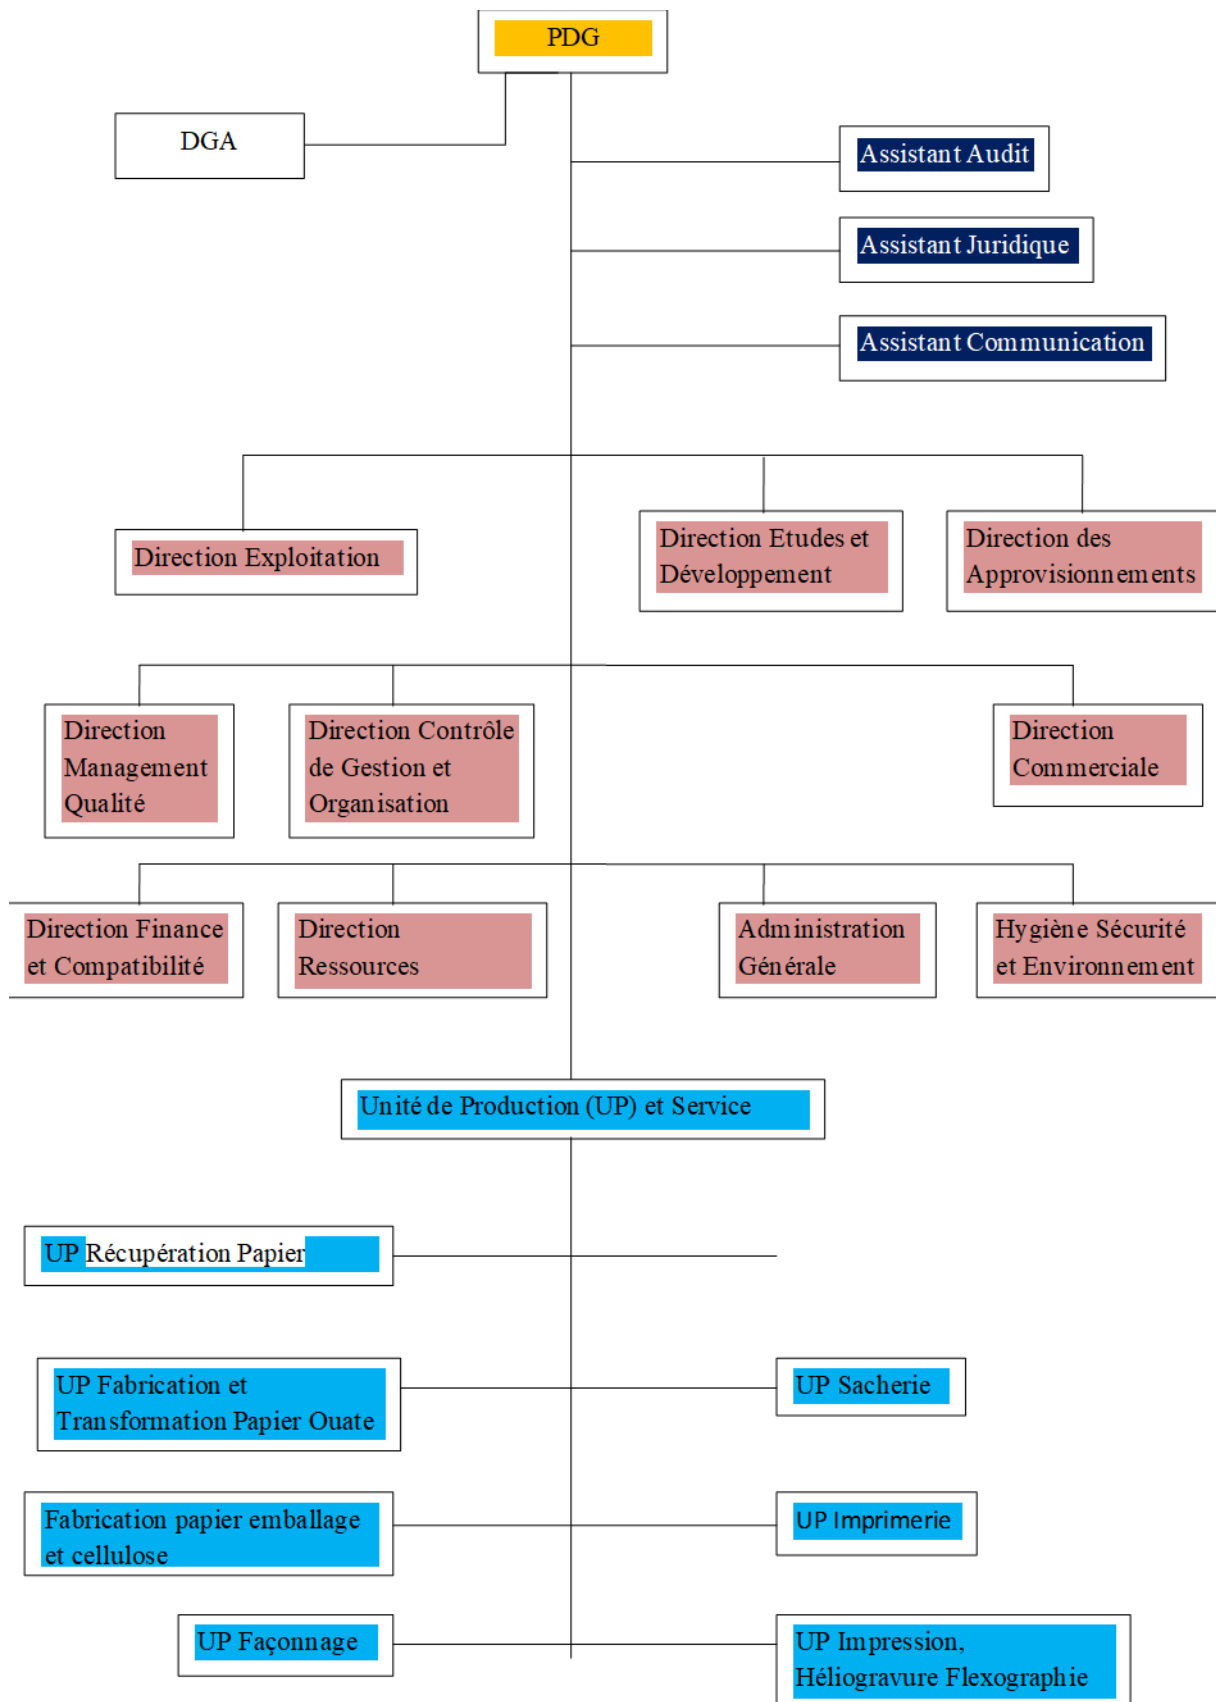 PDG
DGA
Assistant Audit
Assistant Juridique
Assistant Communication
Direction Exploitation
Direction Etudes et
Développement
Direction des
Approvisionnements
Direction
Management
Qualité
Direction Contrôle
de Gestion et
Organisation
Direction
Commerciale
Direction Finance
et Compatibilité
Direction
Ressources
Administration
Générale
Hygiène Sécurité
et Environnement
Unité de Production (UP) et Service
UP Récupération Papier
UP Fabrication et
Transformation Papier Ouate
UP Sacherie
Fabrication papier emballage
et cellulose
UP Imprimerie
UP Façonnage
UP Impression,
Héliogravure Flexographie